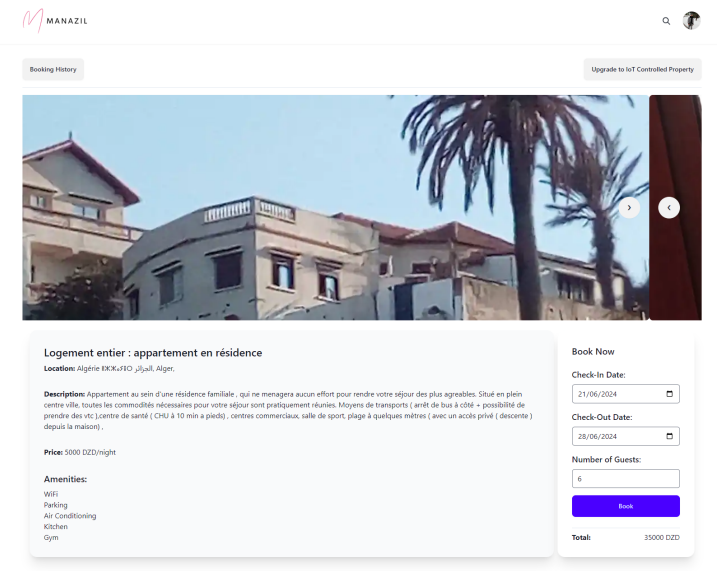 MANAZIL
Booking History
Upgrade to IoT Controlled Property
Logement entier : appartement en résidence
Location: Algérie ⵍⵣⵣⴰⵢⴻⵔ الجزائر, Alger,
Description: Appartement au sein d'une résidence familiale , qui ne menagera aucun effort pour rendre votre séjour des plus agreables. Situé en plein
centre ville, toutes les commodités nécessaires pour votre séjour sont pratiquement réunies. Moyens de transports ( arrêt de bus à côté + possibilité de
prendre des vtc ),centre de santé ( CHU à 10 min a pieds) , centres commerciaux, salle de sport, plage à quelques mètres ( avec un accès privé ( descente )
depuis la maison) ,
Price: 5000 DZD/night
Amenities:
WiFi
Parking
Air Conditioning
Kitchen
Gym
Book Now
Check-In Date:
21/06/2024
Check-Out Date:
28/06/2024
Number of Guests:
6
Book
Total: 35000 DZD